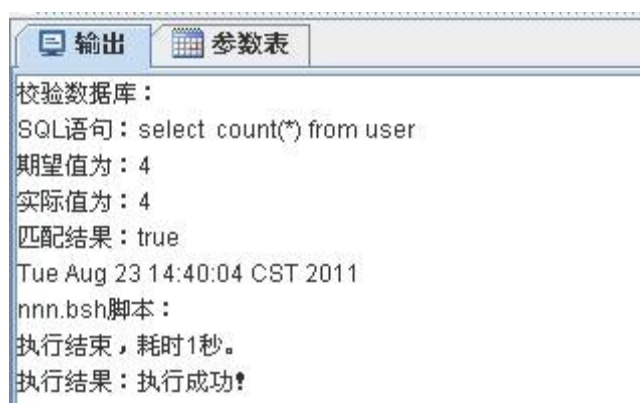 输出 参数表
校验数据库：
SQL语句：select count(*) from user
期望值为：4
实际值为：4
匹配结果：true
Tue Aug 23 14:40:04 CST 2011
nnn.bsh脚本：
执行结束，耗时1秒。
执行结果：执行成功！